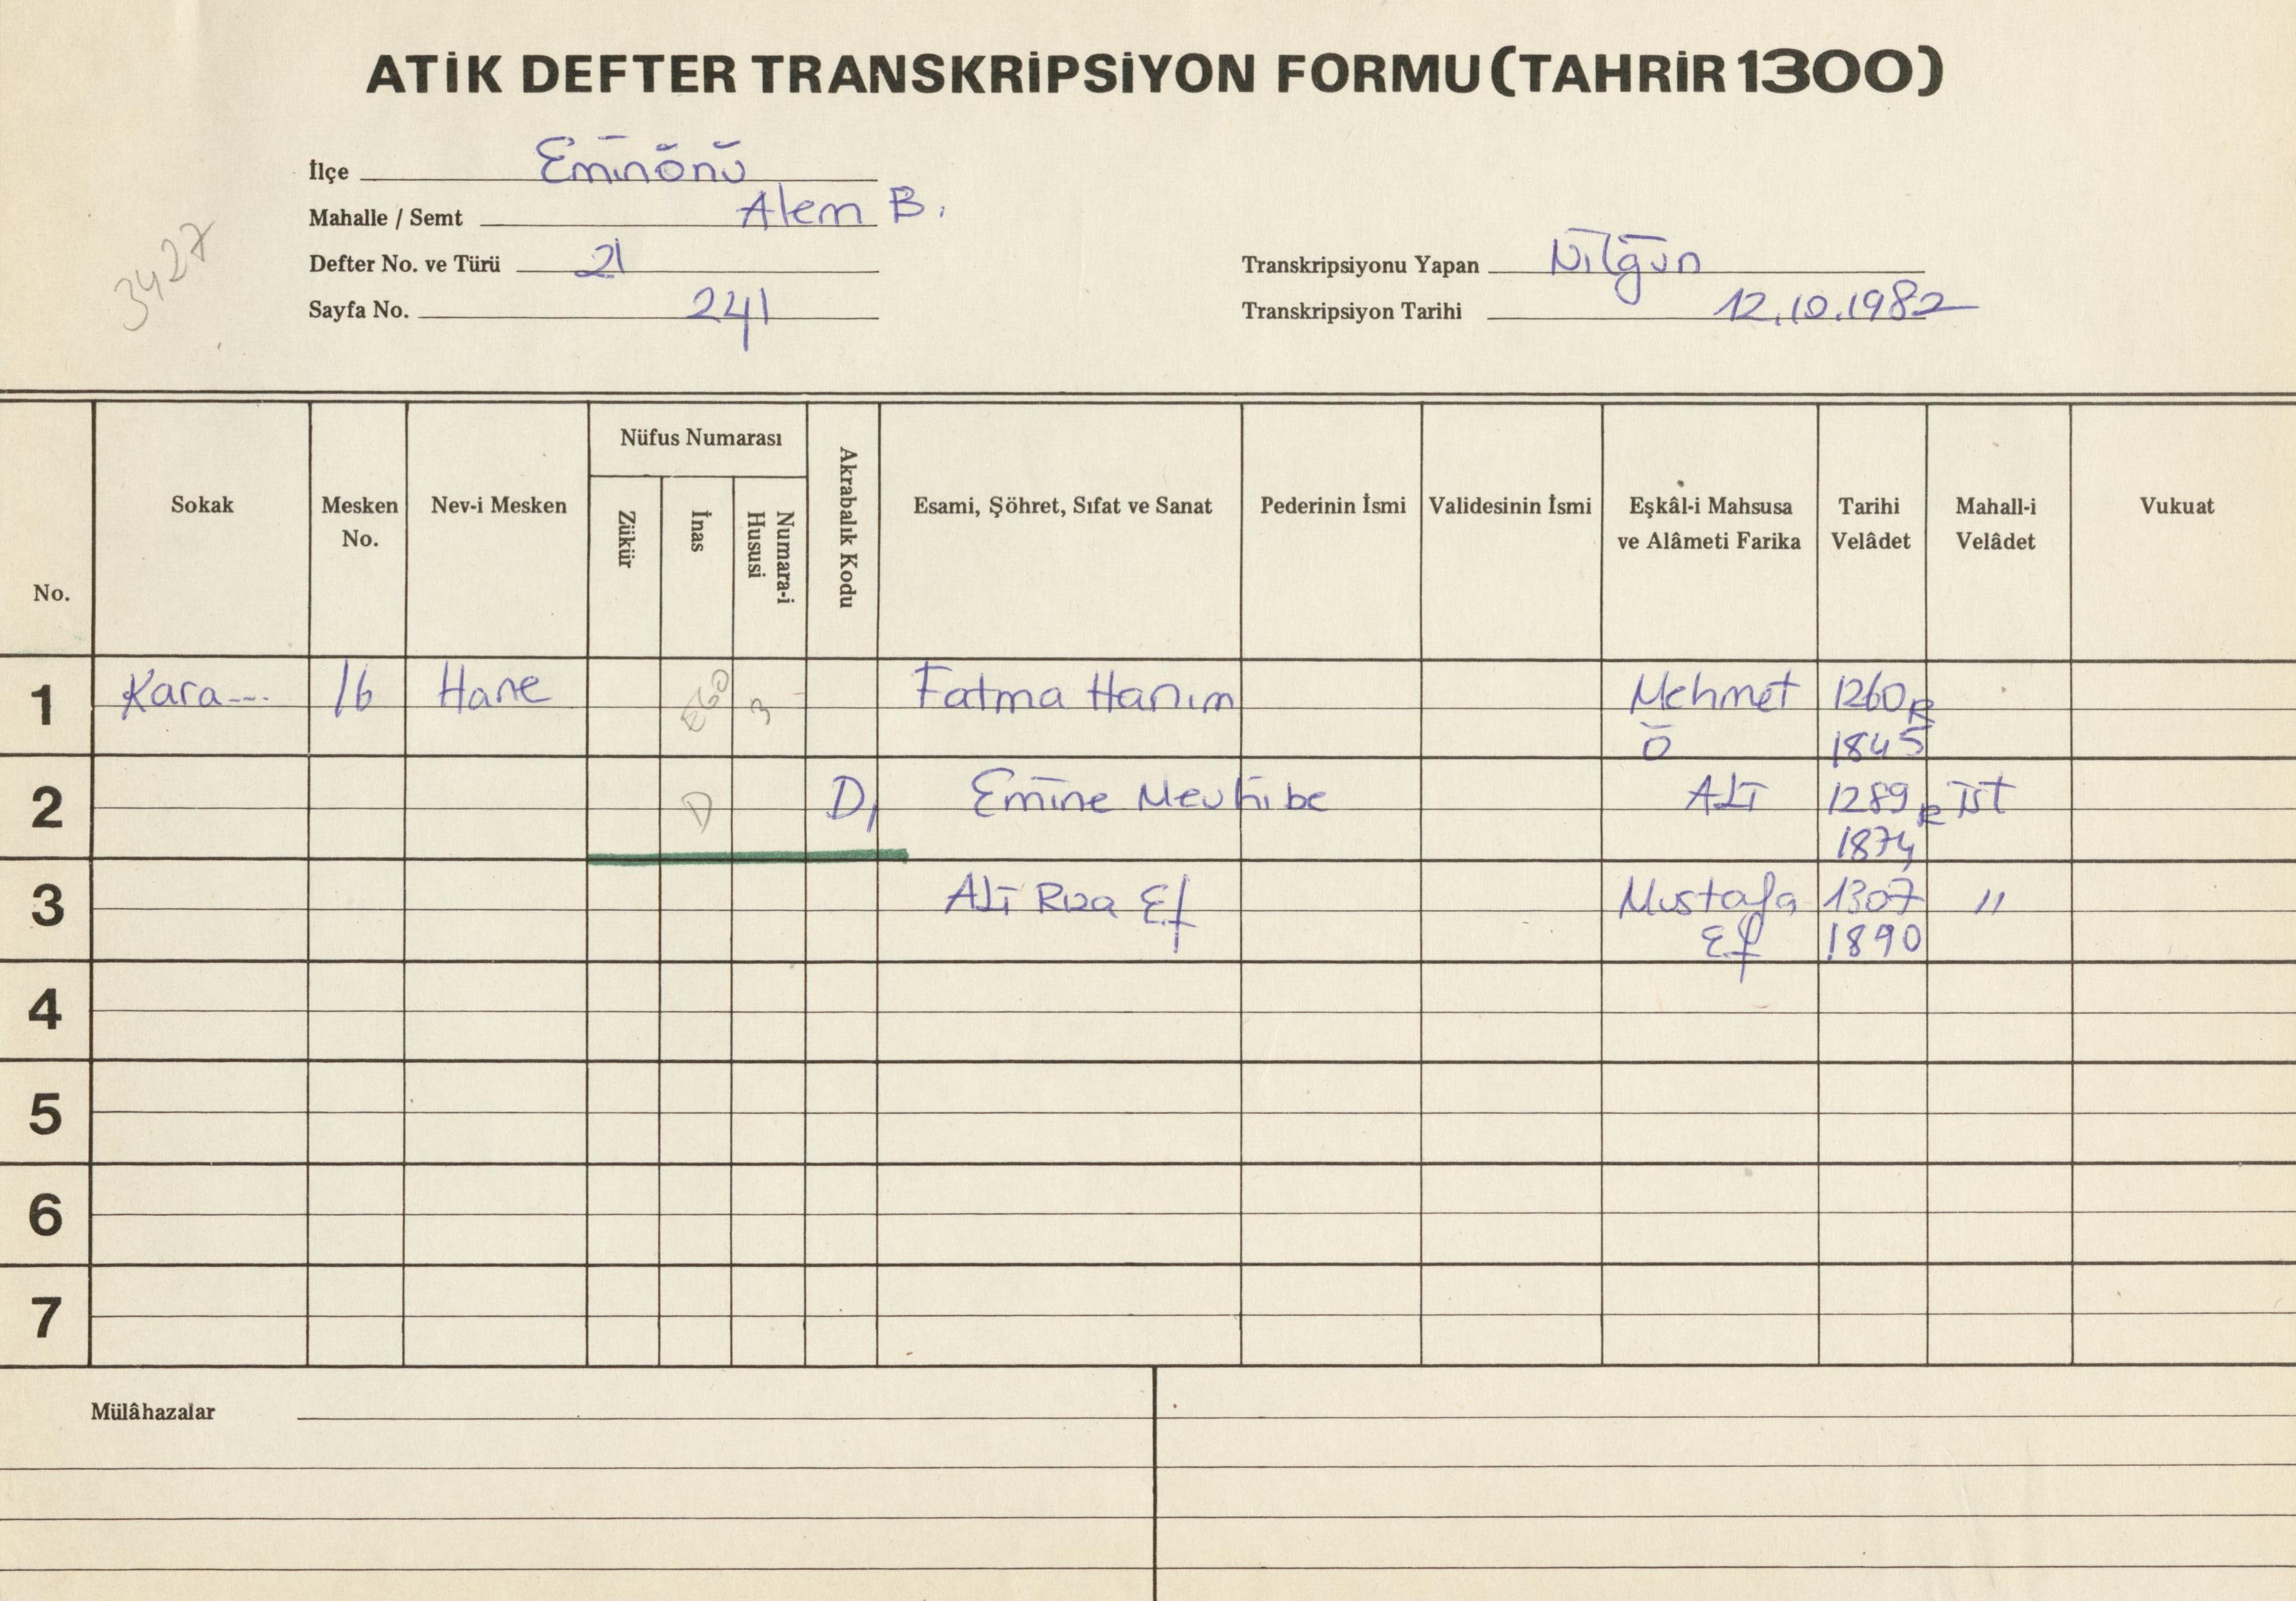 ATİK DEFTER TRANSKRİPSİYON FORMU (TAHRİR 1300)
İlçe Eminönü
Mahalle / Semt Alem B.
Defter No. ve Türü 21
Sayfa No. 241
3427
Transkripsiyonu Yapan Nilgün
Transkripsiyon Tarihi 12.10.1982
No.
Sokak
Mesken No.
Nev-i Mesken
Nüfus Numarası
Zükür
İnas
Numara-i Hususi
Akrabalık Kodu
Esami, Şöhret, Sıfat ve Sanat
Pederinin İsmi
Validesinin İsmi
Eşkâl-i Mahsusa ve Alâmeti Farika
Tarihi Velâdet
Mahall-i Velâdet
Vukuat
1 Kara--- 16 Hane E60 3 - Fatma Hanım Mehmet 1260 R
Ö 1845
2 D D1 Emine Mevhibe Ali 1289 R İst
1874
3 Ali Rıza Ef Mustafa 1307 "
Ef 1890
4
5
6
7
Mülâhazalar